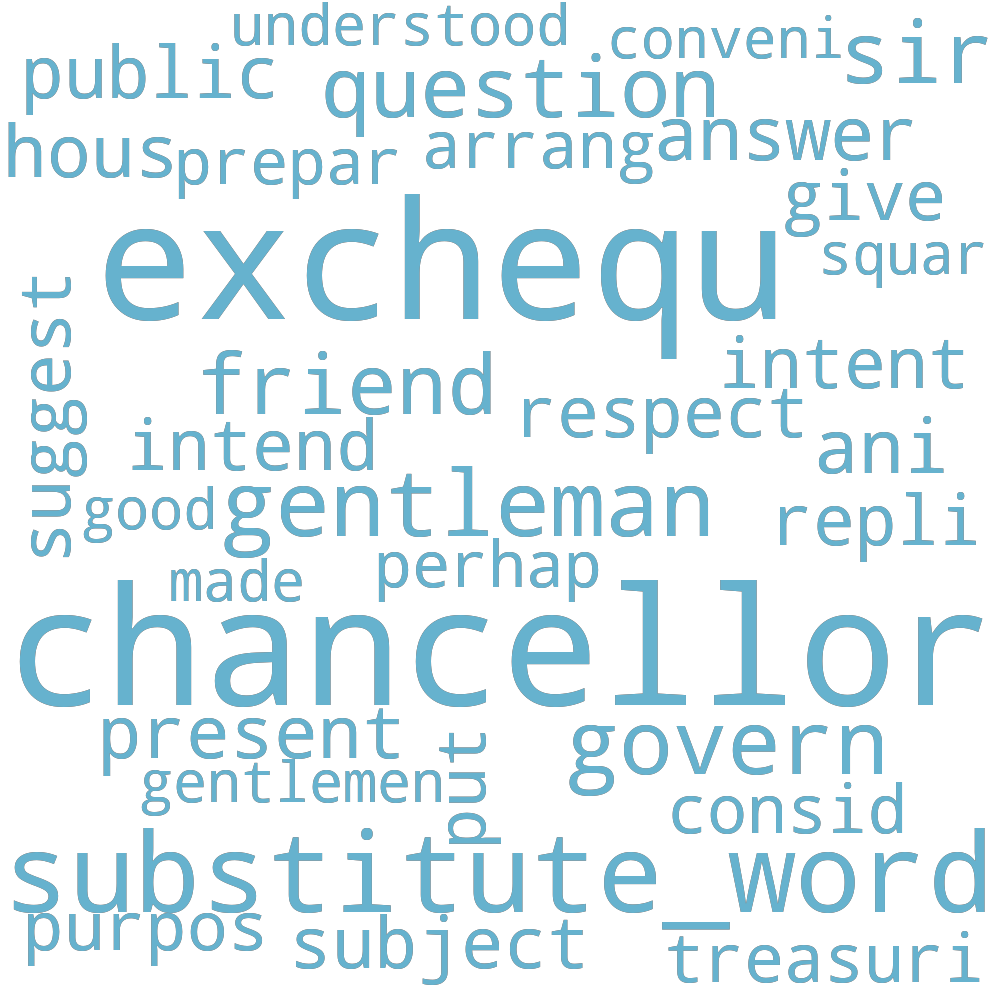 understood
conveni
sir
public
question
hous
prepar
arrang
answer
give
squar
exchequ
suggest
friend
intent
respect
intend
ani
good
gentleman
repli
perhap
made
chancellor
present
put
govern
gentlemen
consid
substitute_word
purpos
subject
treasuri